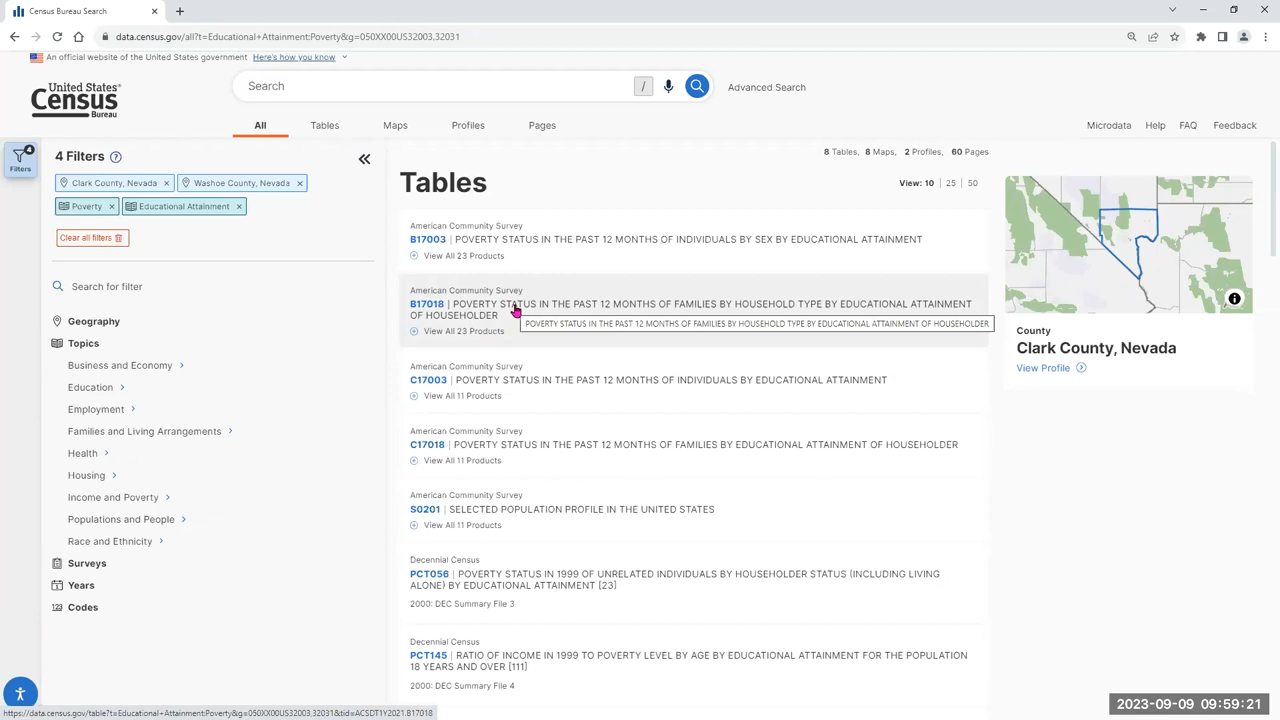 Census Bureau Search
data.census.gov/all?t=Educational+Attainment:Poverty&g=050XX00US32003,32031
An official website of the United States government Here's how you know
United States®
Census
Bureau
Search /
Advanced Search
All Tables Maps Profiles Pages
Microdata Help FAQ Feedback
4
Filters
4 Filters
Clark County, Nevada × Washoe County, Nevada ×
Poverty × Educational Attainment ×
Clear all filters
Search for filter
Geography
Topics
Business and Economy
Education
Employment
Families and Living Arrangements
Health
Housing
Income and Poverty
Populations and People
Race and Ethnicity
Surveys
Years
Codes
8 Tables, 8 Maps, 2 Profiles, 60 Pages
Tables
View: 10 | 25 | 50
American Community Survey
B17003 | POVERTY STATUS IN THE PAST 12 MONTHS OF INDIVIDUALS BY SEX BY EDUCATIONAL ATTAINMENT
View All 23 Products
American Community Survey
B17018 | POVERTY STATUS IN THE PAST 12 MONTHS OF FAMILIES BY HOUSEHOLD TYPE BY EDUCATIONAL ATTAINMENT
OF HOUSEHOLDER
POVERTY STATUS IN THE PAST 12 MONTHS OF FAMILIES BY HOUSEHOLD TYPE BY EDUCATIONAL ATTAINMENT OF HOUSEHOLDER
View All 23 Products
American Community Survey
C17003 | POVERTY STATUS IN THE PAST 12 MONTHS OF INDIVIDUALS BY EDUCATIONAL ATTAINMENT
View All 11 Products
American Community Survey
C17018 | POVERTY STATUS IN THE PAST 12 MONTHS OF FAMILIES BY EDUCATIONAL ATTAINMENT OF HOUSEHOLDER
View All 11 Products
American Community Survey
S0201 | SELECTED POPULATION PROFILE IN THE UNITED STATES
View All 11 Products
Decennial Census
PCT056 | POVERTY STATUS IN 1999 OF UNRELATED INDIVIDUALS BY HOUSEHOLDER STATUS (INCLUDING LIVING
ALONE) BY EDUCATIONAL ATTAINMENT [23]
2000: DEC Summary File 3
Decennial Census
PCT145 | RATIO OF INCOME IN 1999 TO POVERTY LEVEL BY AGE BY EDUCATIONAL ATTAINMENT FOR THE POPULATION
18 YEARS AND OVER [111]
2000: DEC Summary File 4
County
Clark County, Nevada
View Profile
https://data.census.gov/table?t=Educational+Attainment:Poverty&g=050XX00US32003,32031&tid=ACSDT1Y2021.B17018
2023-09-09 09:59:21